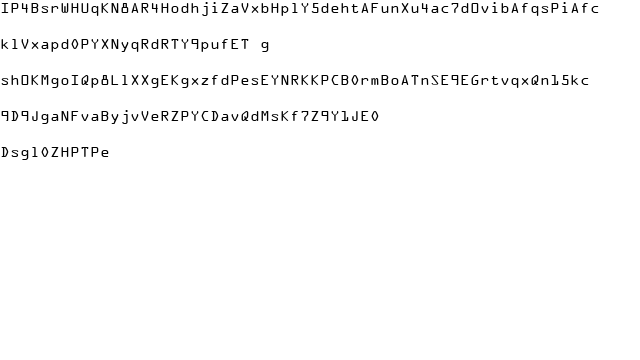 IP4BsrWHUqKN8AR4HodhjiZaVxbHplY5dehtAFunXu4ac7dOvibAfqsPiAfc
klVxapd0PYXNyqRdRTY9pufET g
shOKMgoIQp8LlXXgEKgxzfdPesEYNRKKPCB0rmBoATnSE9EGrtvqxQnl5kc
9D9JgaNFvaByjvVeRZPYCDavQdMsKf7Z9Y1JE0
Dsgl0ZHPTPe